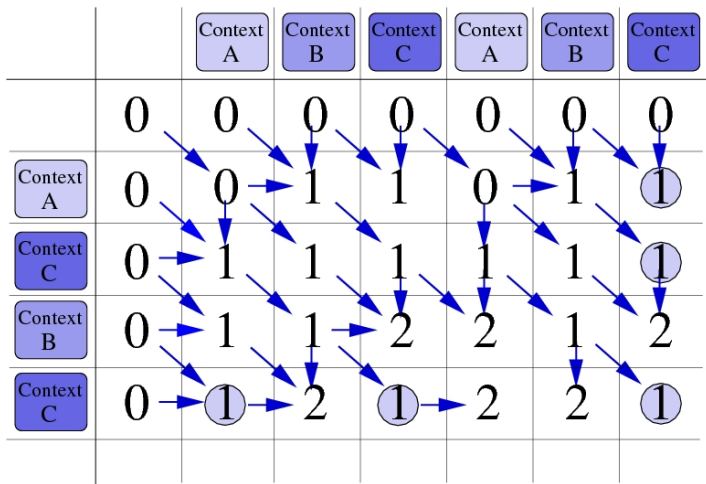 Context A Context B Context C Context A Context B Context C
0 0 0 0 0 0 0
Context A 0 0 1 1 0 1 1
Context C 0 1 1 1 1 1 1
Context B 0 1 1 2 2 1 2
Context C 0 1 2 1 2 2 1